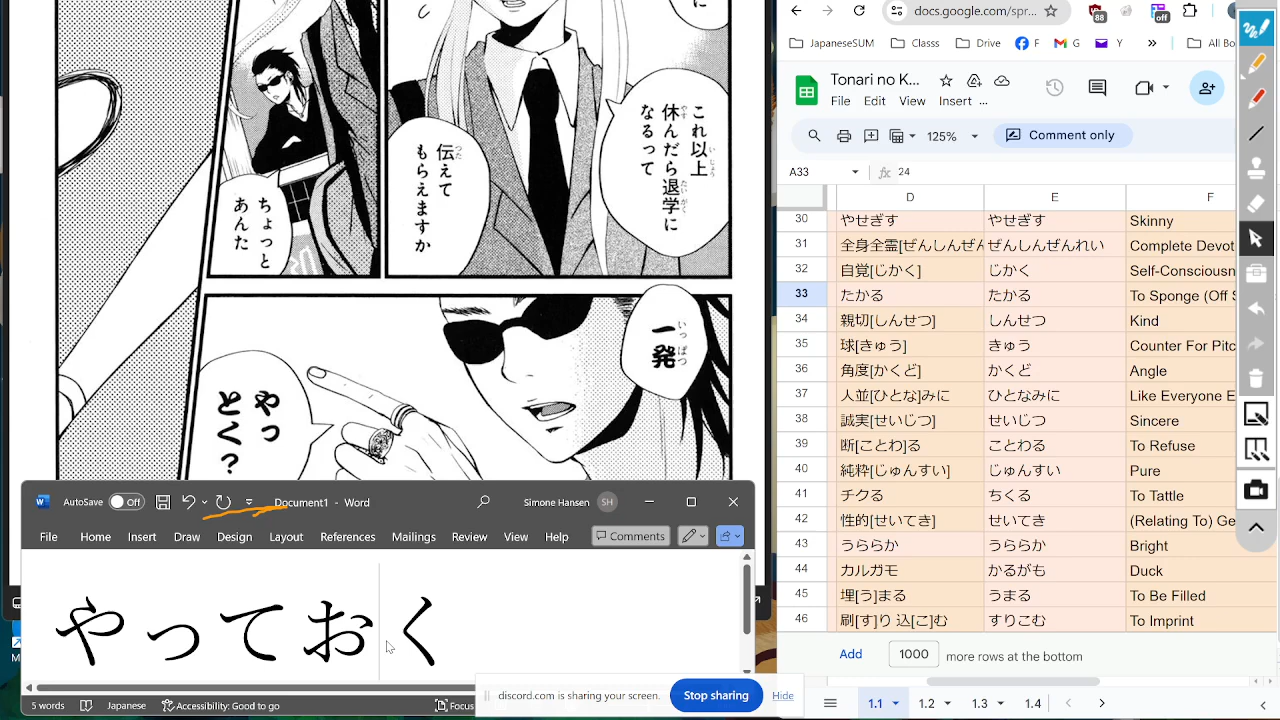 に
これ以上
休んだら退学に
なるって
伝えて
もらえますか
ちょっと
あんた
一発
やっ
とく?
AutoSave Off Document1 - Word Simone Hansen SH
File Home Insert Draw Design Layout References Mailings Review View Help Comments
やっておく
5 words Japanese Accessibility: Good to go Focus
discord.com is sharing your screen. Stop sharing Hide
docs.google.com/spr
88 off
JapaneseSUM Classs Drive F G Y » All Bo
Tonari no K...
File Edit View Insert ...
125% Comment only
A33 fx 24
D E F
30 やせぎす やせぎす Skinny
31 全身全霊[ぜんしんぜん ぜんしんぜんれい Complete Devot
32 自覚[じかく] じかく Self-Consciousn
33 たかる たかる To Sponge (Off S
34 親切[しんせつ] しんせつ Kind
35 球[きゅう] きゅう Counter For Pitc
36 角度[かくど] かくど Angle
37 人並[ひとな]みに ひとなみに Like Everyone E
38 誠実[せいじつ] せいじつ Sincere
39 断[ことわ]る ことわる To Refuse
40 純粋[じゅんすい] じゅんすい Pure
41 チクる ちくる To Tattle
42 性的[せいてき] せいてき (Relating To) Ge
43 うららか うららか Bright
44 カルガモ かるがも Duck
45 埋[う]まる うまる To Be Filled
46 刷[す]り 込[こ]む すりこむ To Imprint
Add 1000 more rows at the bottom
1.1 1.2 1.3 1.4